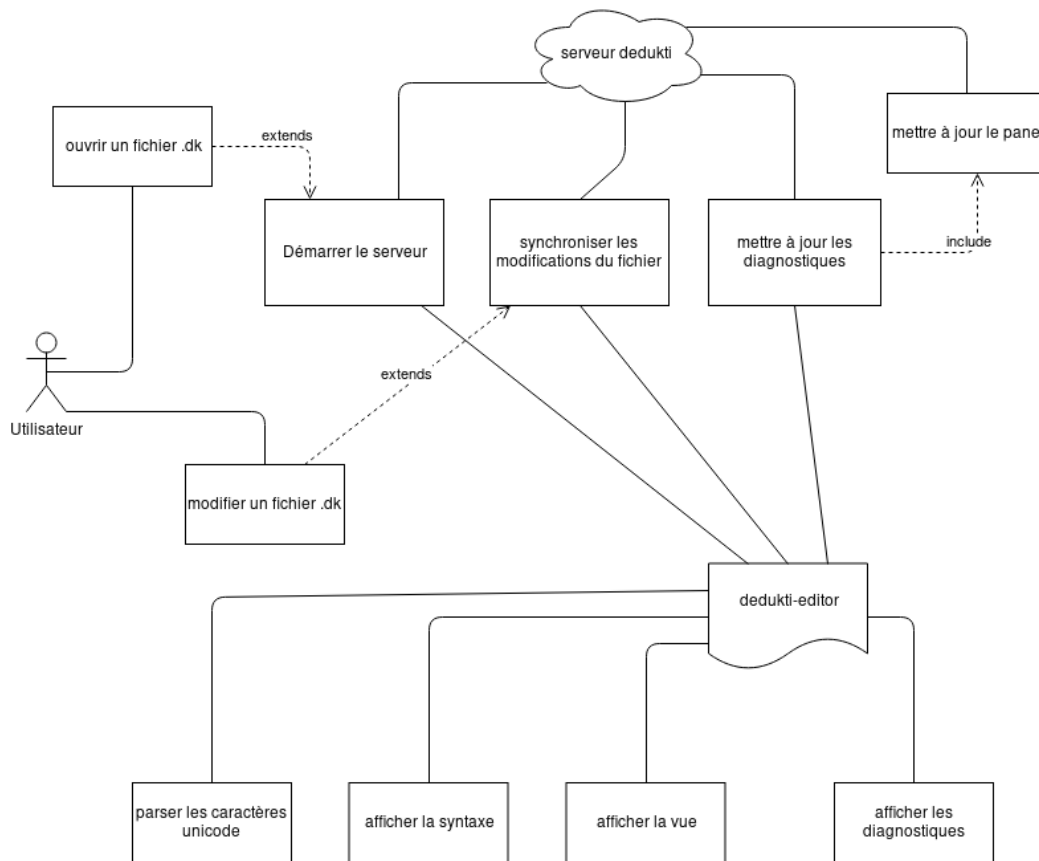 serveur dedukti
mettre à jour le pane
ouvrir un fichier .dk
extends
Démarrer le serveur
synchroniser les
modifications du fichier
mettre à jour les
diagnostiques
include
extends
Utilisateur
modifier un fichier .dk
dedukti-editor
parser les caractères
unicode
afficher la syntaxe
afficher la vue
afficher les
diagnostiques